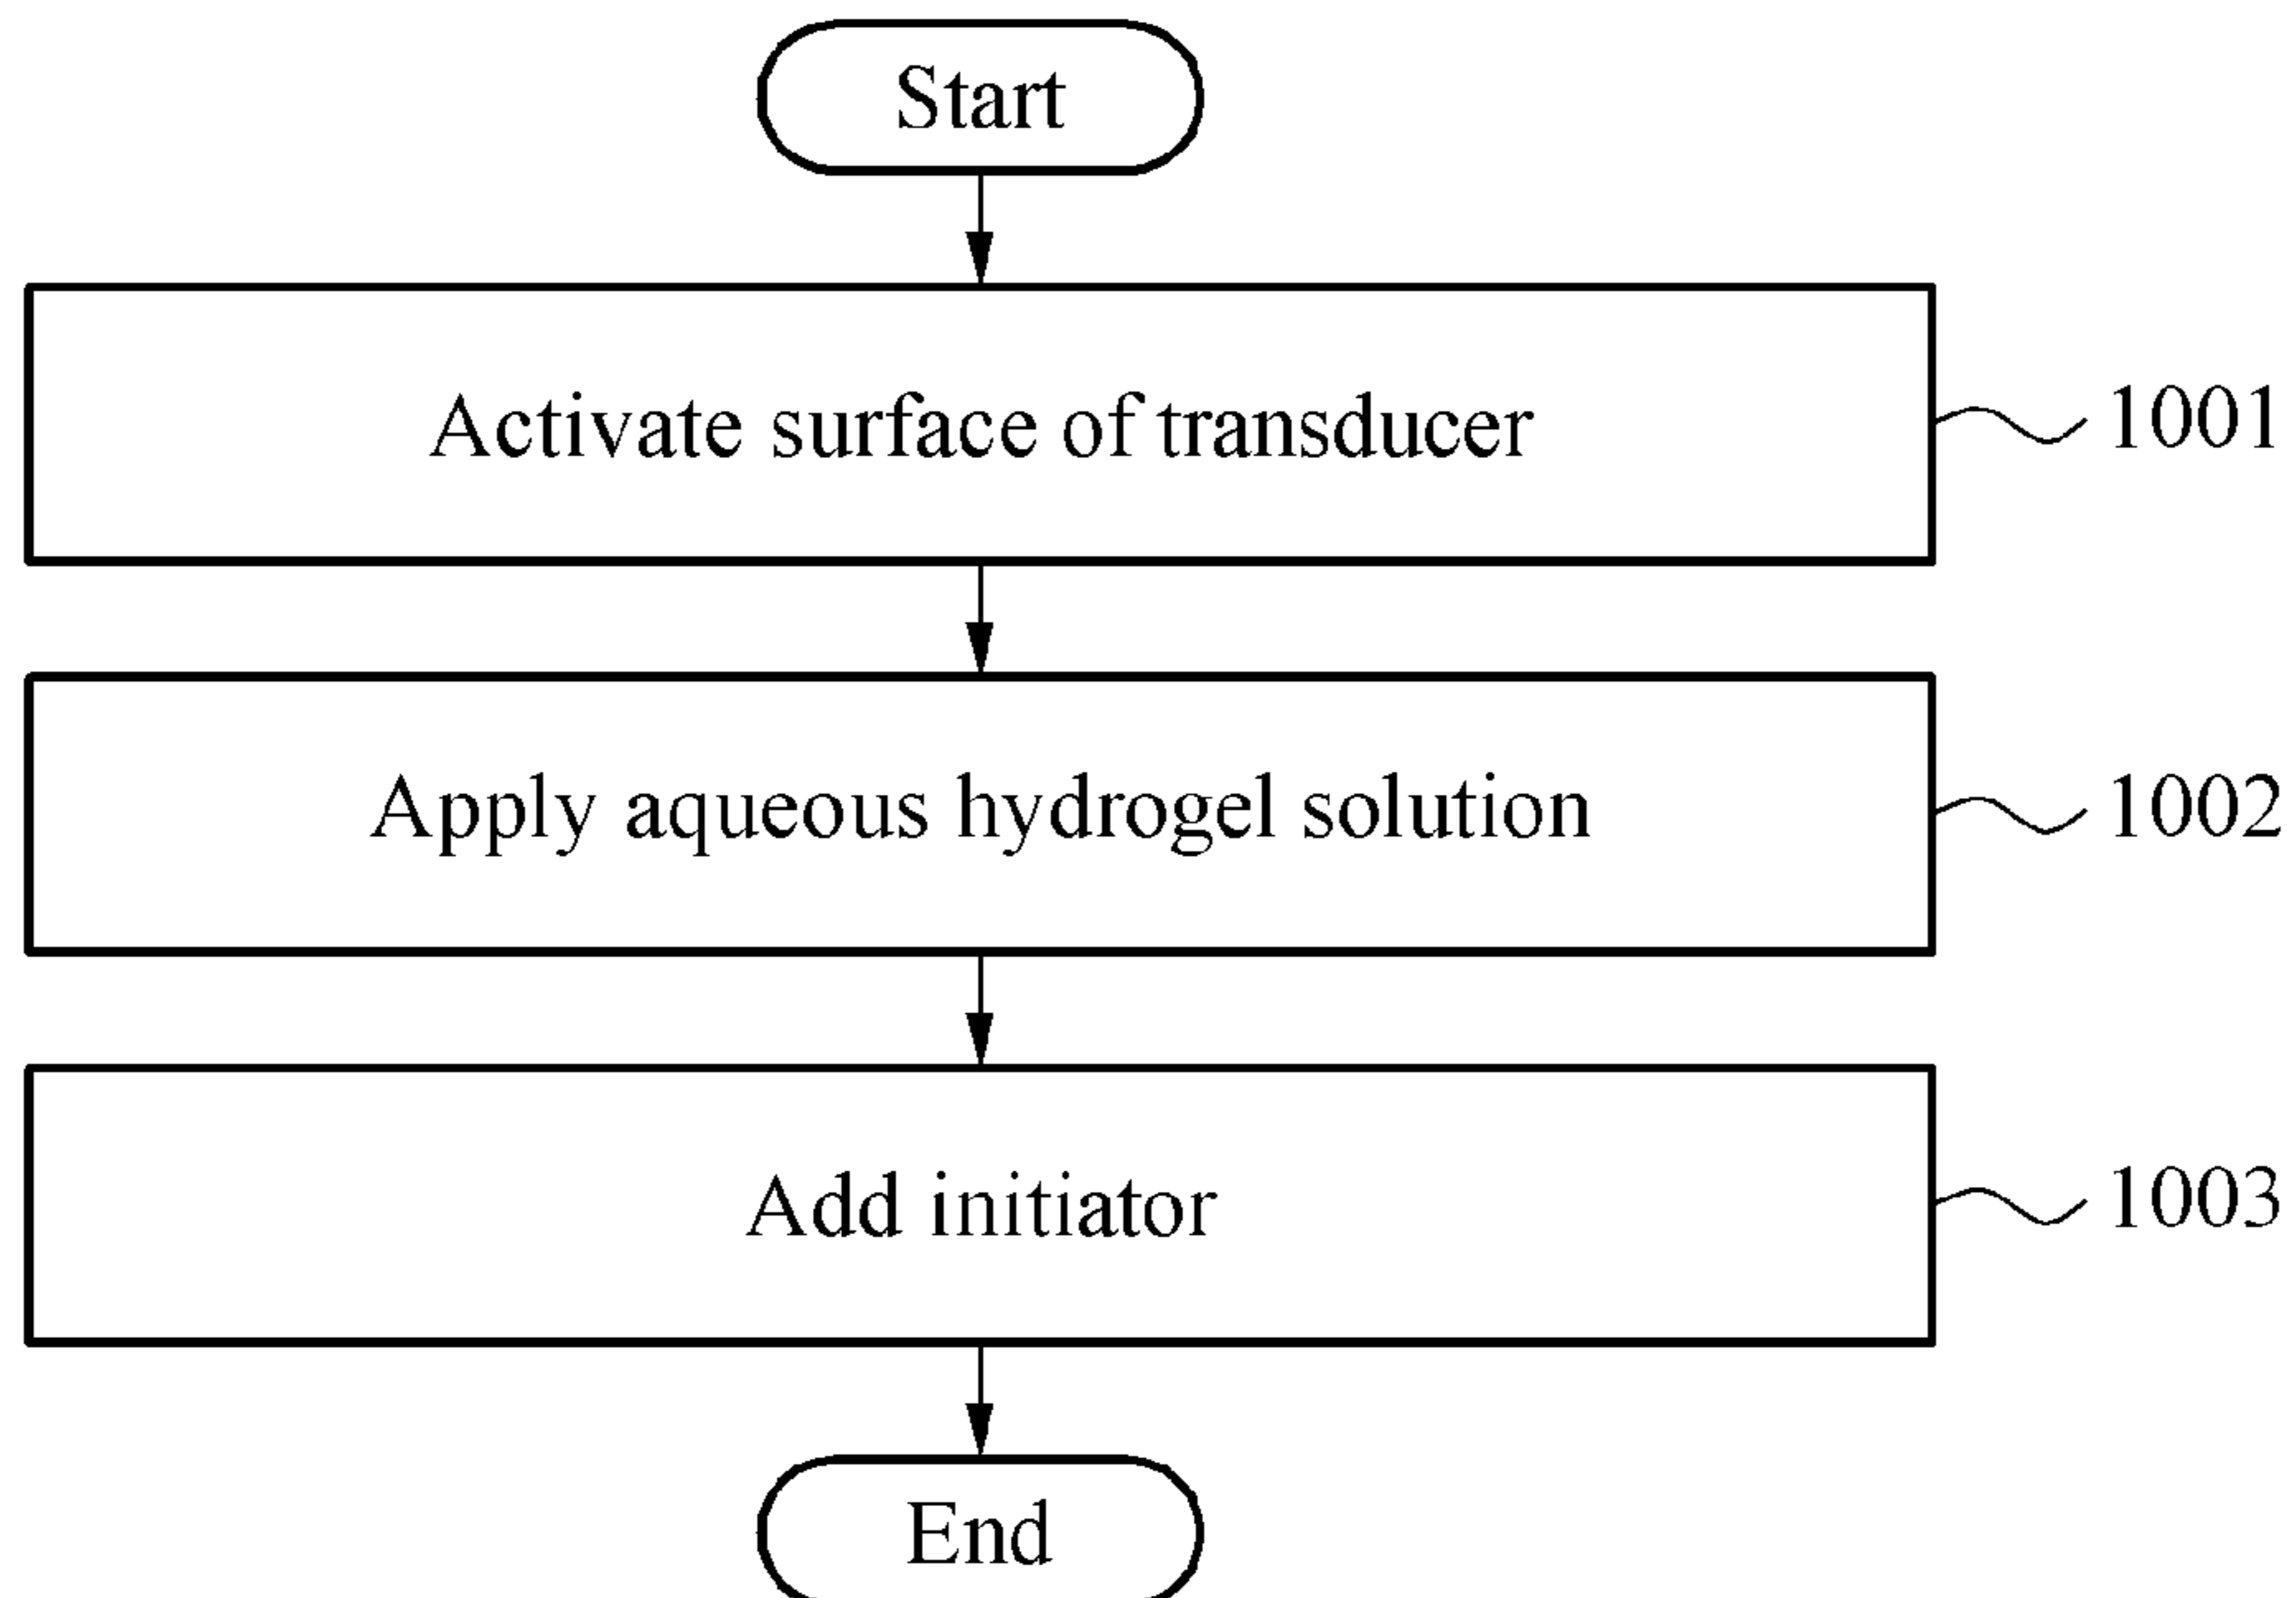 Start
Activate surface of transducer
1001
Apply aqueous hydrogel solution
1002
Add initiator
1003
End